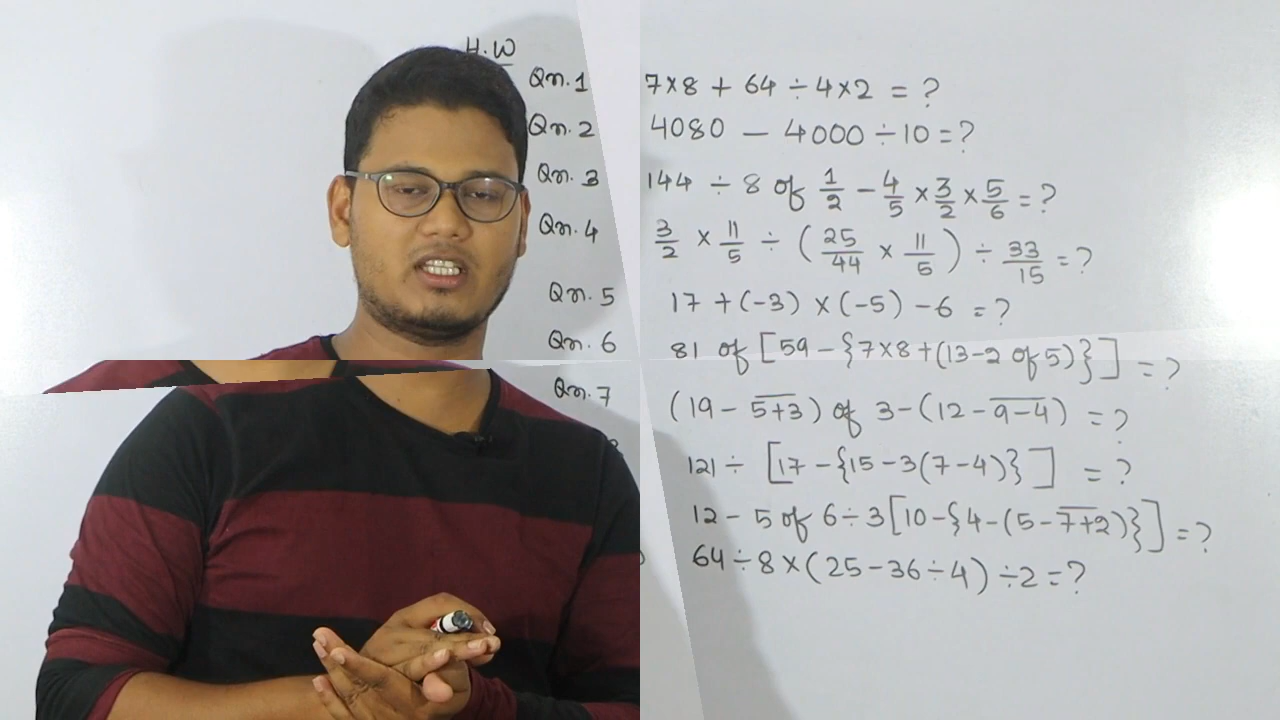 H.W
Qn.1 7×8 + 64 ÷ 4×2 = ?
Qn.2 4080 — 4000 ÷ 10 = ?
Qn.3 144 ÷ 8 of 1/2 - 4/5 × 3/2 × 5/6 = ?
Qn.4 3/2 × 11/5 ÷ (25/44 × 11/5) ÷ 33/15 = ?
Qn.5 17 + (-3) × (-5) - 6 = ?
Qn.6 81 of [59 - {7×8 + (13-2 of 5)}] = ?
Qn.7 (19 - 5̅+̅3̅) of 3 - (12 - 9̅-̅4̅) = ?
121 ÷ [17 - {15 - 3(7-4)}] = ?
12 - 5 of 6 ÷ 3[10 - {4 - (5 - 7̅+̅2̅)}] = ?
64 ÷ 8 × (25 - 36 ÷ 4) ÷ 2 = ?